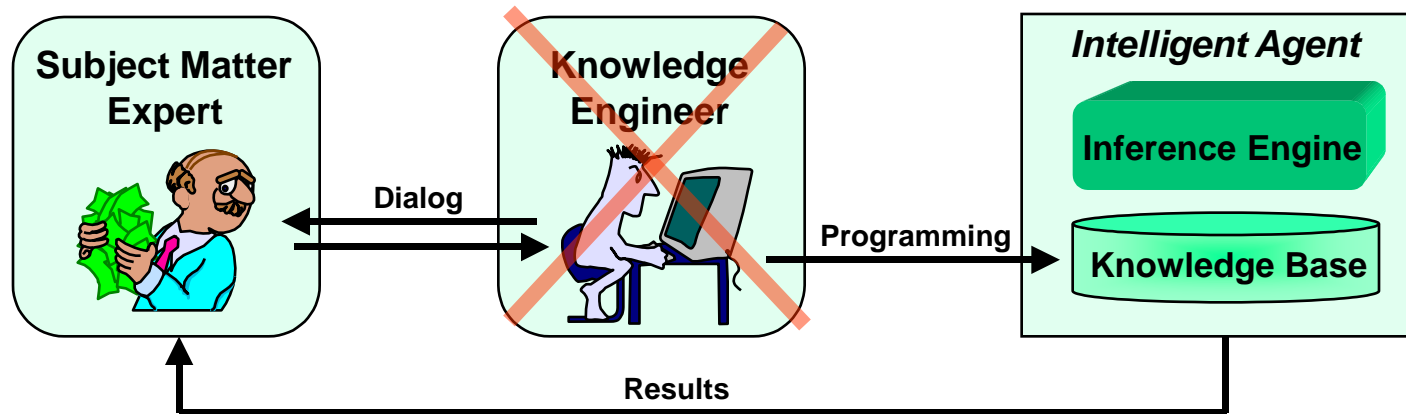 Subject Matter
Expert
Dialog
Knowledge
Engineer
Programming
Intelligent Agent
Inference Engine
Knowledge Base
Results